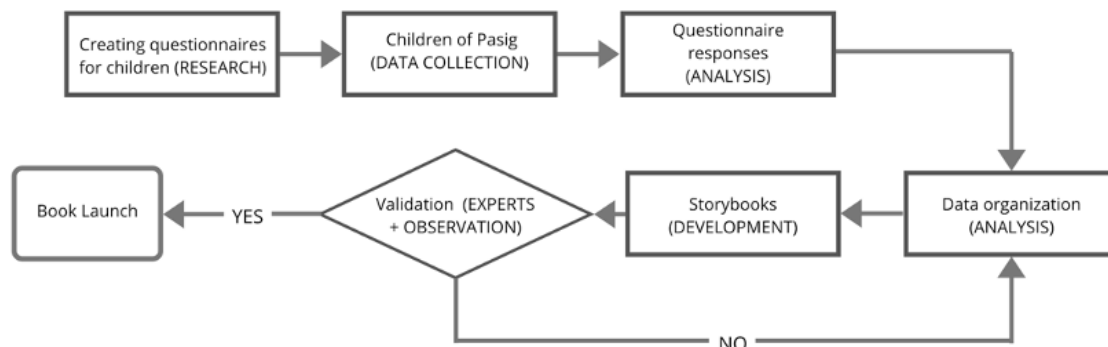 Creating questionnaires
for children (RESEARCH)
Children of Pasig
(DATA COLLECTION)
Questionnaire
responses
(ANALYSIS)
Data organization
(ANALYSIS)
Storybooks
(DEVELOPMENT)
Validation (EXPERTS
+ OBSERVATION)
YES
Book Launch
NO